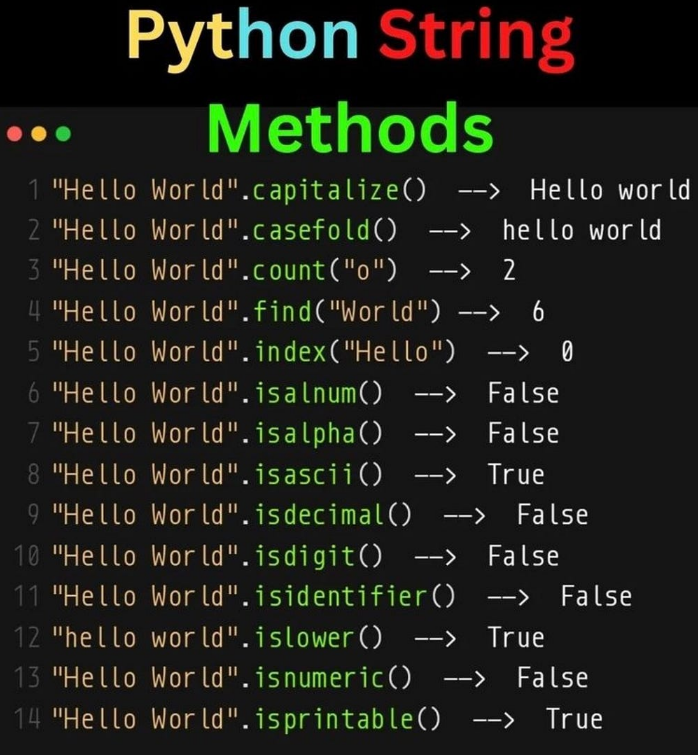 Python String
Methods
1 "Hello World".capitalize() --> Hello world
2 "Hello World".casefold() --> hello world
3 "Hello World".count("o") --> 2
4 "Hello World".find("World") --> 6
5 "Hello World".index("Hello") --> 0
6 "Hello World".isalnum() --> False
7 "Hello World".isalpha() --> False
8 "Hello World".isascii() --> True
9 "Hello World".isdecimal() --> False
10 "Hello World".isdigit() --> False
11 "Hello World".isidentifier() --> False
12 "hello world".islower() --> True
13 "Hello World".isnumeric() --> False
14 "Hello World".isprintable() --> True